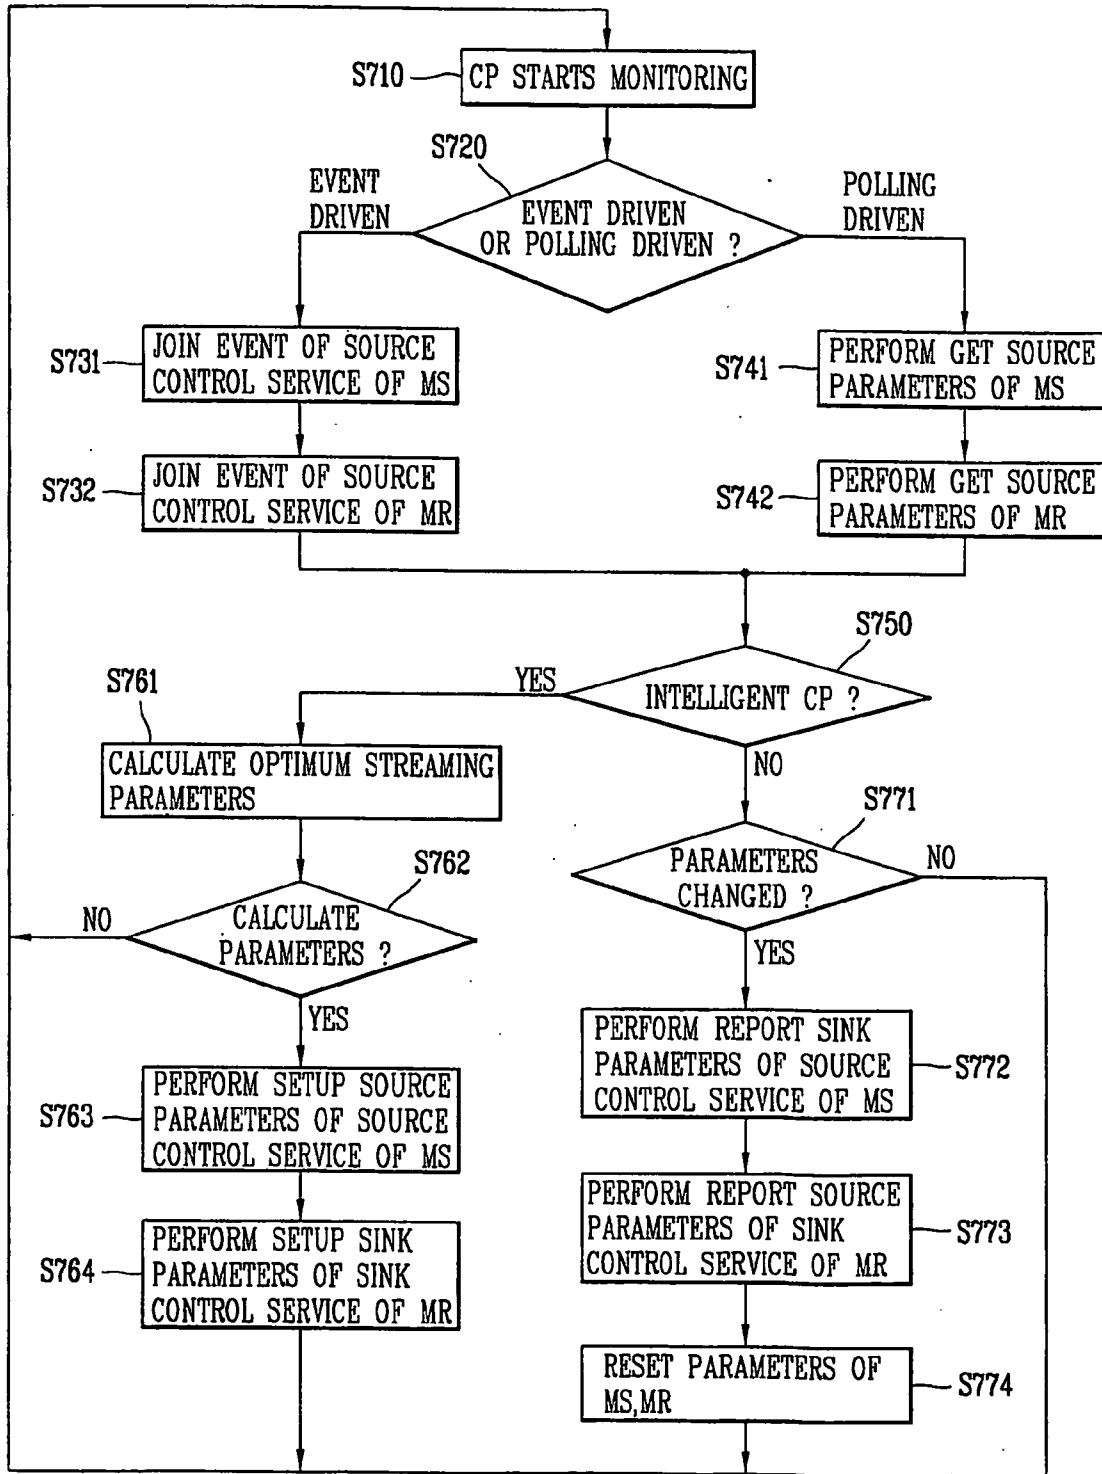 S710
CP STARTS MONITORING
S720
EVENT
DRIVEN
EVENT DRIVEN
OR POLLING DRIVEN ?
POLLING
DRIVEN
S731
JOIN EVENT OF SOURCE
CONTROL SERVICE OF MS
S741
PERFORM GET SOURCE
PARAMETERS OF MS
S732
JOIN EVENT OF SOURCE
CONTROL SERVICE OF MR
S742
PERFORM GET SOURCE
PARAMETERS OF MR
S750
YES
INTELLIGENT CP ?
NO
S761
CALCULATE OPTIMUM STREAMING
PARAMETERS
S771
PARAMETERS
CHANGED ?
NO
YES
S762
NO
CALCULATE
PARAMETERS ?
YES
S763
PERFORM SETUP SOURCE
PARAMETERS OF SOURCE
CONTROL SERVICE OF MS
PERFORM REPORT SINK
PARAMETERS OF SOURCE
CONTROL SERVICE OF MS
S772
S764
PERFORM SETUP SINK
PARAMETERS OF SINK
CONTROL SERVICE OF MR
PERFORM REPORT SOURCE
PARAMETERS OF SINK
CONTROL SERVICE OF MR
S773
RESET PARAMETERS OF
MS,MR
S774